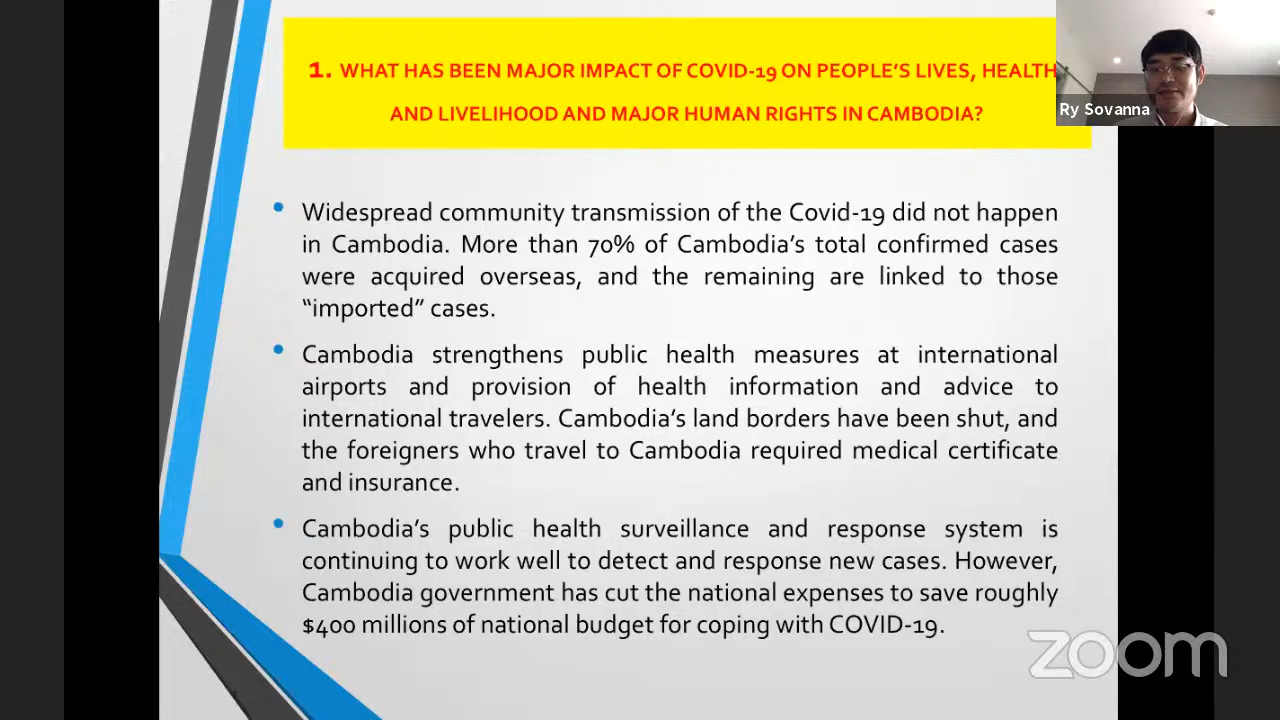 1. WHAT HAS BEEN MAJOR IMPACT OF COVID-19 ON PEOPLE'S LIVES, HEALTH
AND LIVELIHOOD AND MAJOR HUMAN RIGHTS IN CAMBODIA?
Ry Sovanna
• Widespread community transmission of the Covid-19 did not happen
in Cambodia. More than 70% of Cambodia's total confirmed cases
were acquired overseas, and the remaining are linked to those
“imported” cases.
• Cambodia strengthens public health measures at international
airports and provision of health information and advice to
international travelers. Cambodia's land borders have been shut, and
the foreigners who travel to Cambodia required medical certificate
and insurance.
• Cambodia's public health surveillance and response system is
continuing to work well to detect and response new cases. However,
Cambodia government has cut the national expenses to save roughly
$400 millions of national budget for coping with COVID-19.
zoom